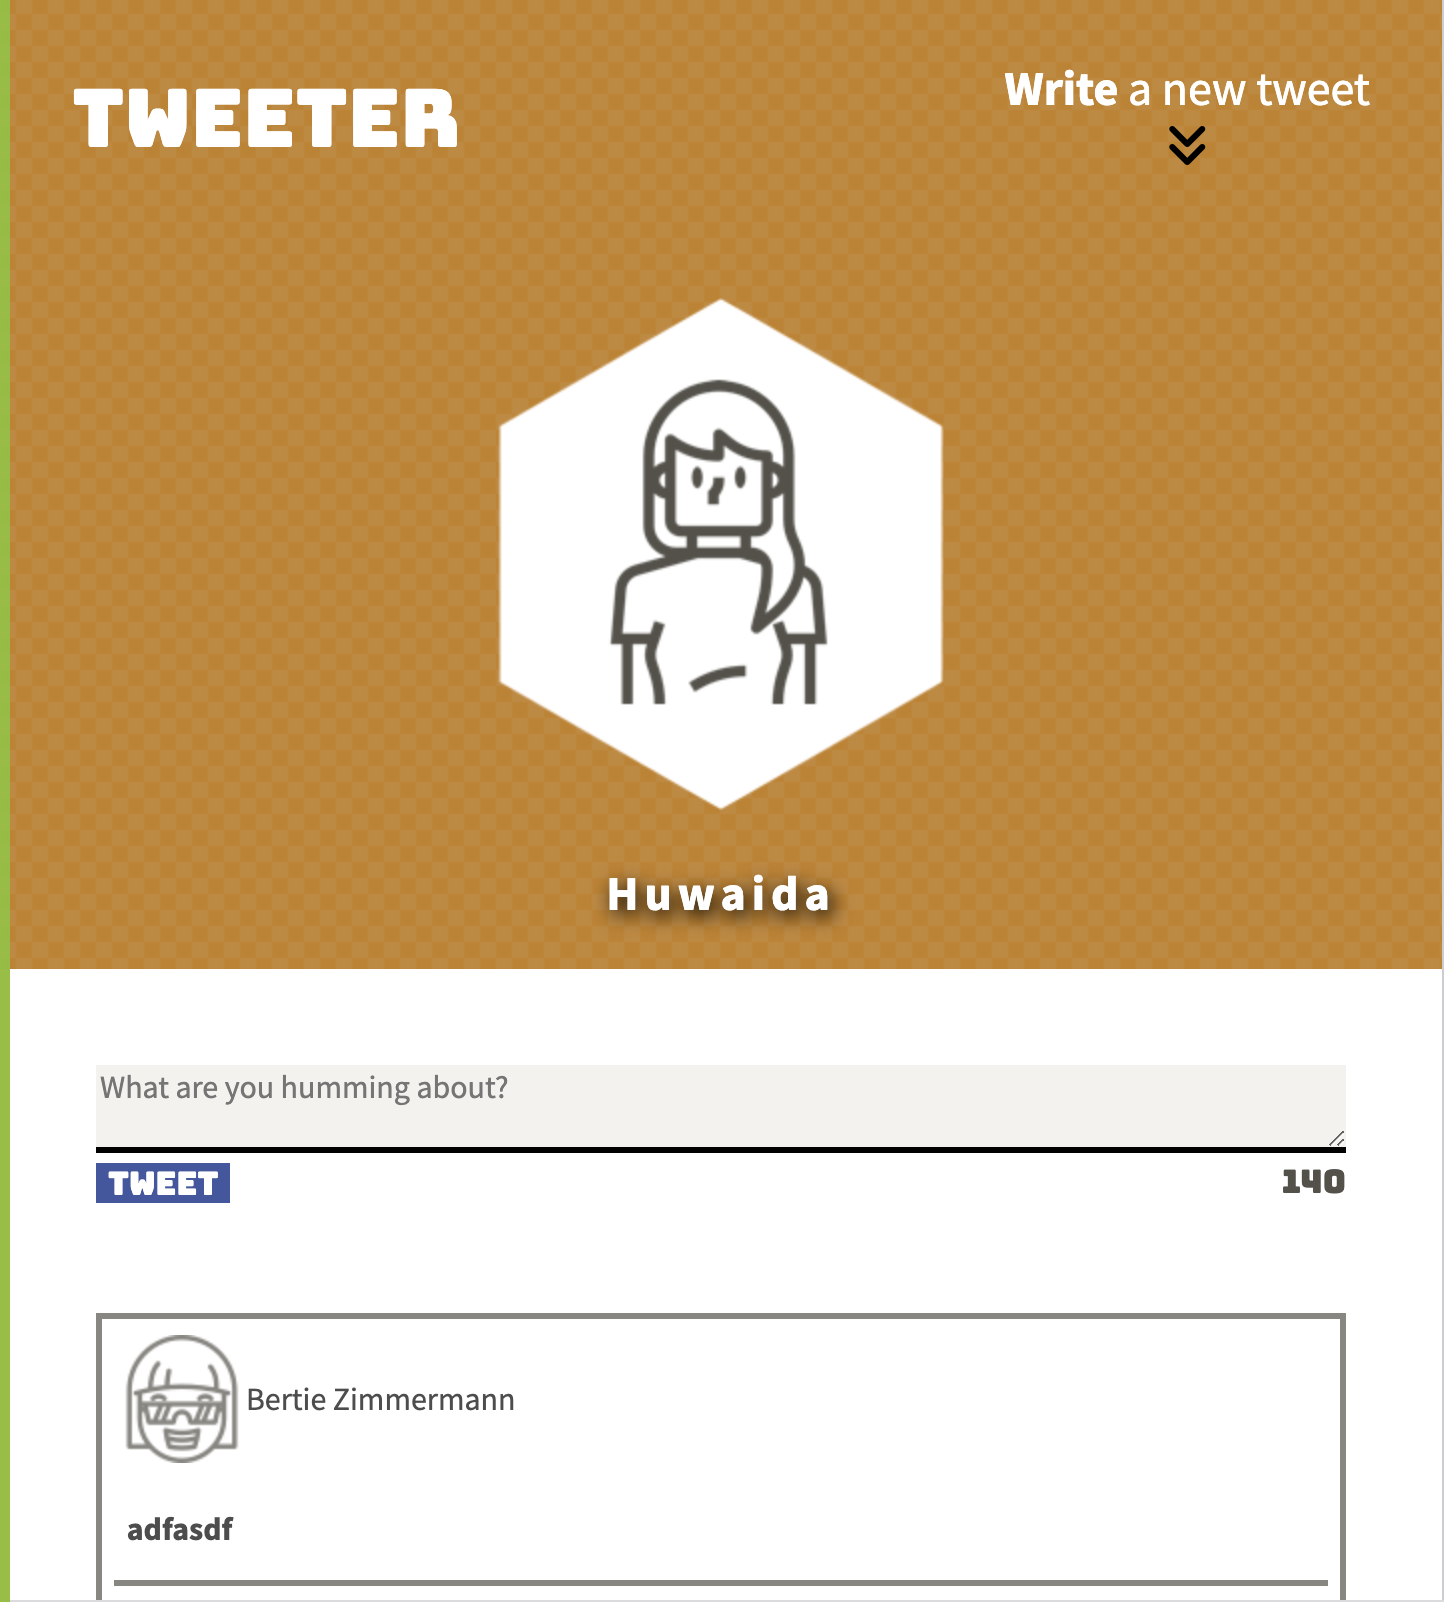 TWEETER
Write a new tweet
Huwaida
What are you humming about?
TWEET
140
Bertie Zimmermann
adfasdf